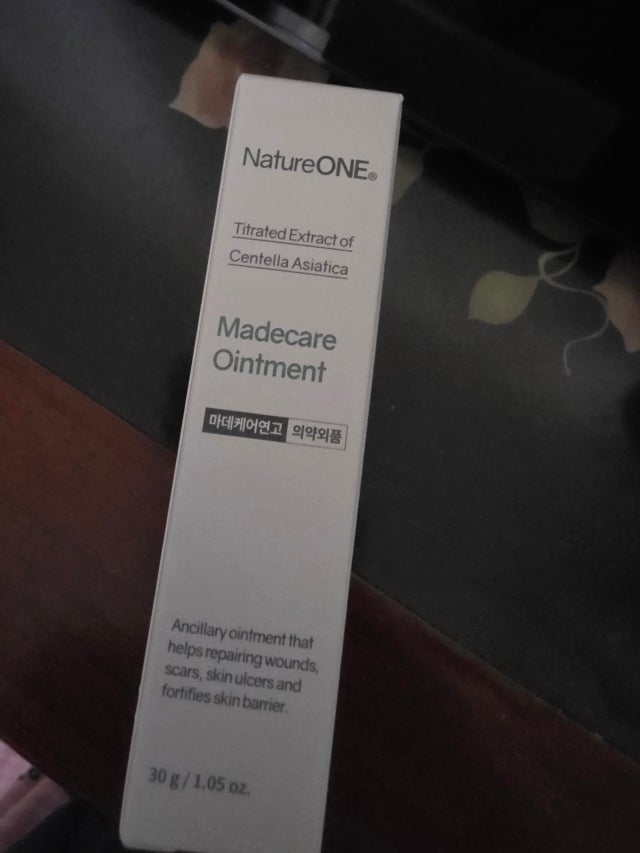 NatureONE®
Titrated Extract of
Centella Asiatica
Madecare
Ointment
마데케어연고 의약외품
Ancillary ointment that
helps repairing wounds,
scars, skin ulcers and
fortifies skin barrier.
30 g / 1.05 oz.